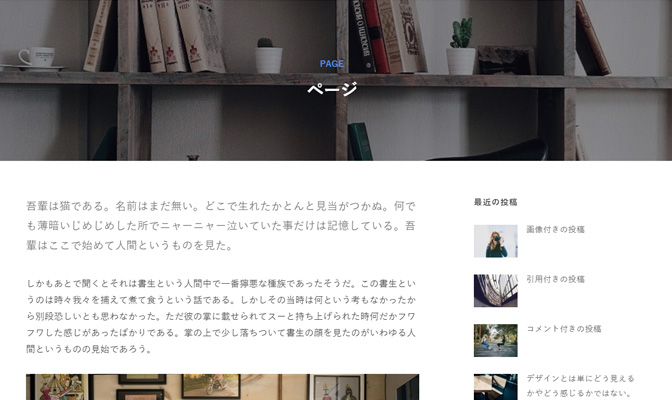 PAGE
ページ
吾輩は猫である。名前はまだ無い。どこで生れたかとんと見当がつかぬ。何で
も薄暗いじめじめした所でニャーニャー泣いていた事だけは記憶している。吾
輩はここで始めて人間というものを見た。
しかもあとで聞くとそれは書生という人間中で一番獰悪な種族であったそうだ。この書生とい
うのは時々我々を捕えて煮て食うという話である。しかしその当時は何という考もなかったか
ら別段恐しいとも思わなかった。ただ彼の掌に載せられてスーと持ち上げられた時何だかフワ
フワした感じがあったばかりである。掌の上で少し落ちついて書生の顔を見たのがいわゆる人
間というものの見始であろう。
最近の投稿
画像付きの投稿
引用付きの投稿
コメント付きの投稿
デザインとは単にどう見える
かやどう感じるかではない。